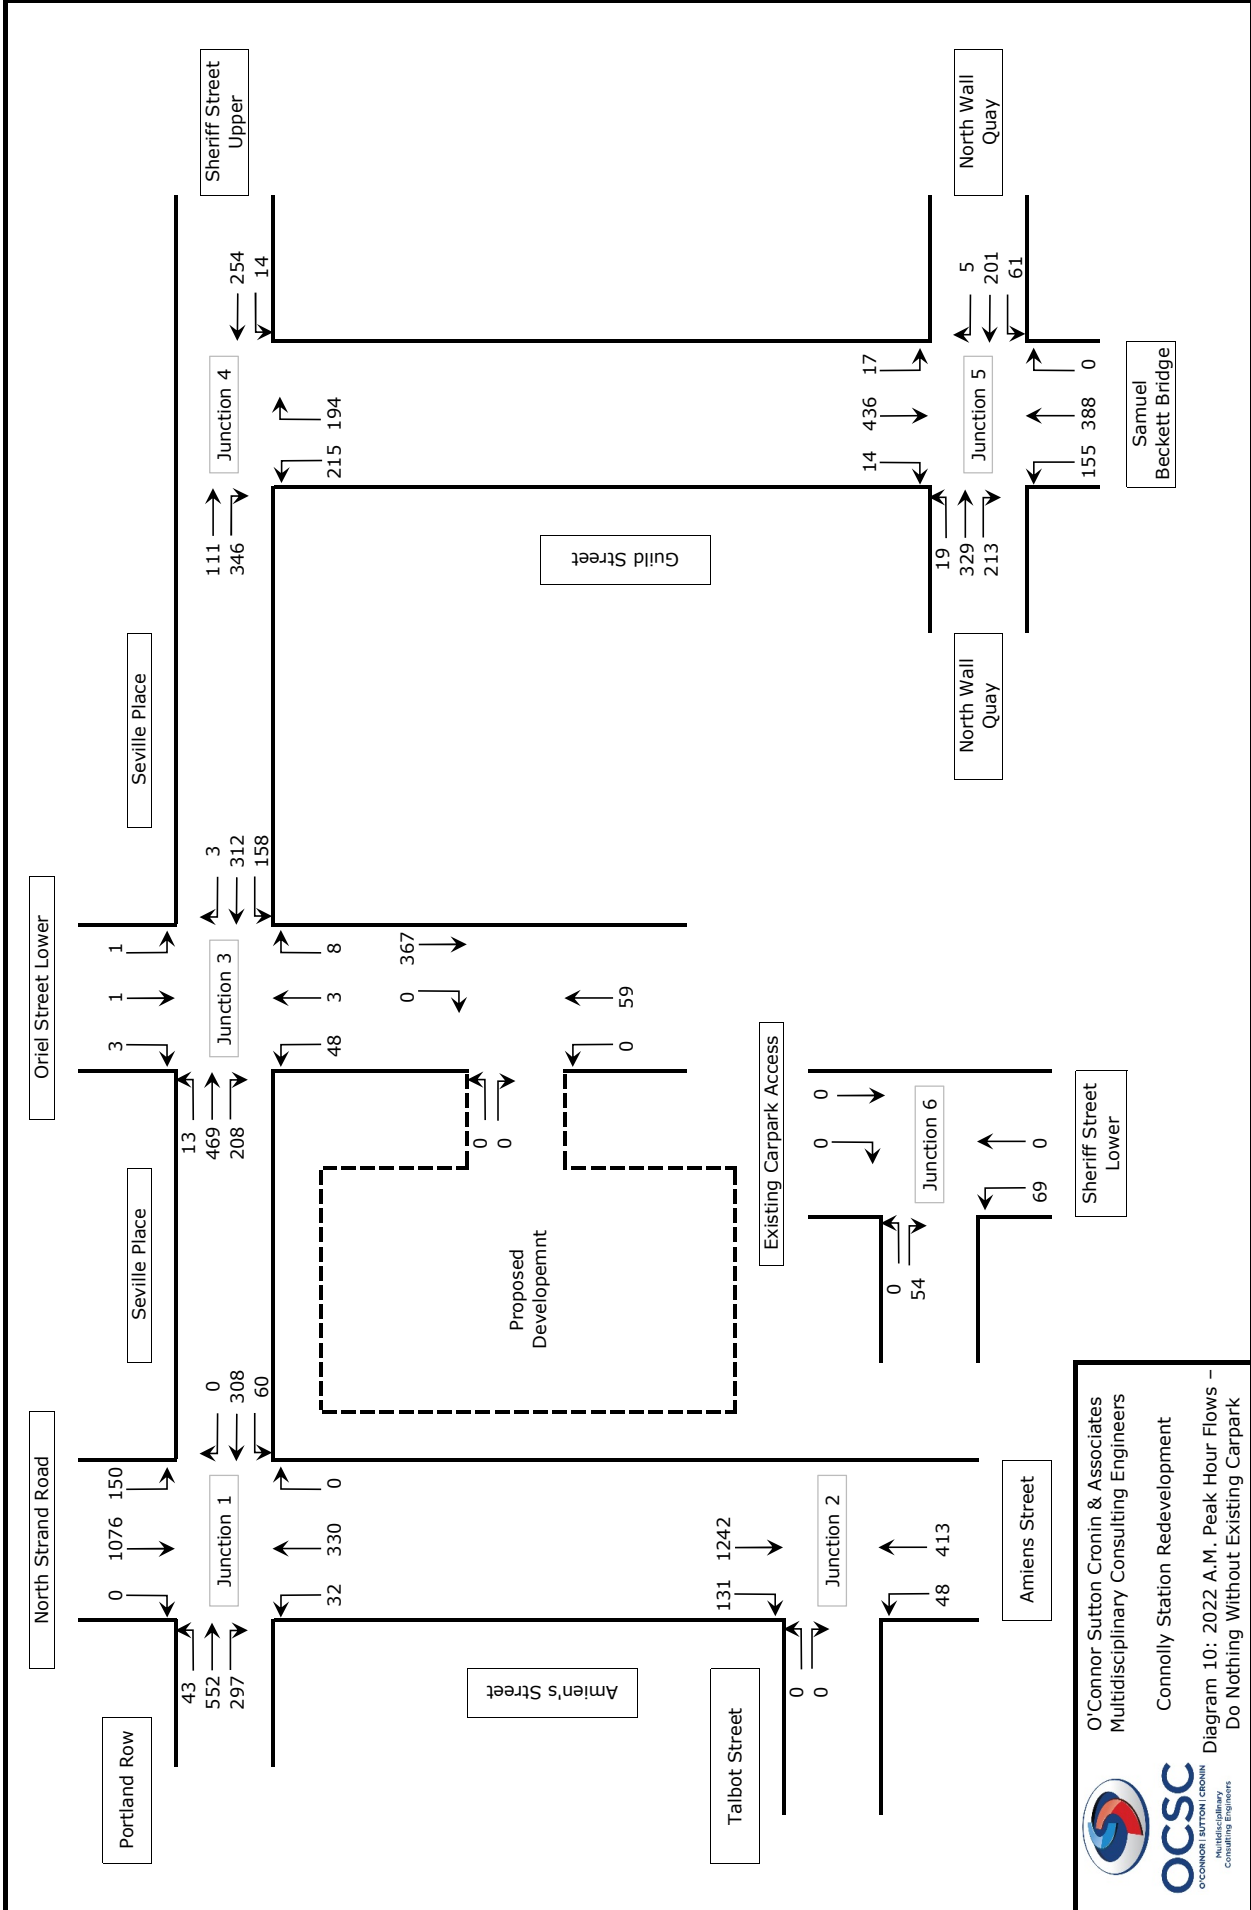 North Strand Road
Oriel Street Lower
Portland Row
Seville Place
Seville Place
Sheriff Street
Upper
0
1076
150
43
552
297
Junction 1
0
308
60
32
330
0
3
1
1
13
469
208
Junction 3
3
312
158
48
3
8
111
346
Junction 4
254
14
215
194
0
367
0
0
0
59
Proposed
Developemnt
Amien's Street
Guild Street
Talbot Street
131
1242
0
0
Junction 2
48
413
Amiens Street
Existing Carpark Access
0
0
0
54
Junction 6
69
0
Sheriff Street
Lower
14
436
17
North Wall
Quay
19
329
213
Junction 5
5
201
61
North Wall
Quay
155
388
0
Samuel
Beckett Bridge
OCSC
O'CONNOR | SUTTON | CRONIN
Multidisciplinary
Consulting Engineers
O'Connor Sutton Cronin & Associates
Multidisciplinary Consulting Engineers
Connolly Station Redevelopment
Diagram 10: 2022 A.M. Peak Hour Flows –
Do Nothing Without Existing Carpark